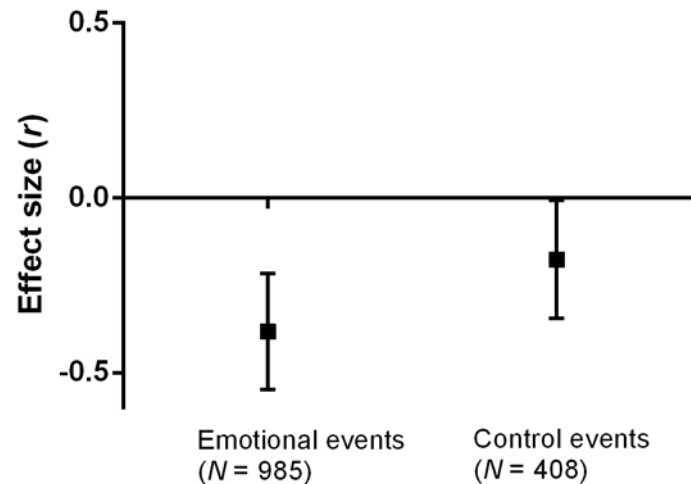 0.5
Effect size (r)
0.0
-0.5
Emotional events
(N = 985)
Control events
(N = 408)